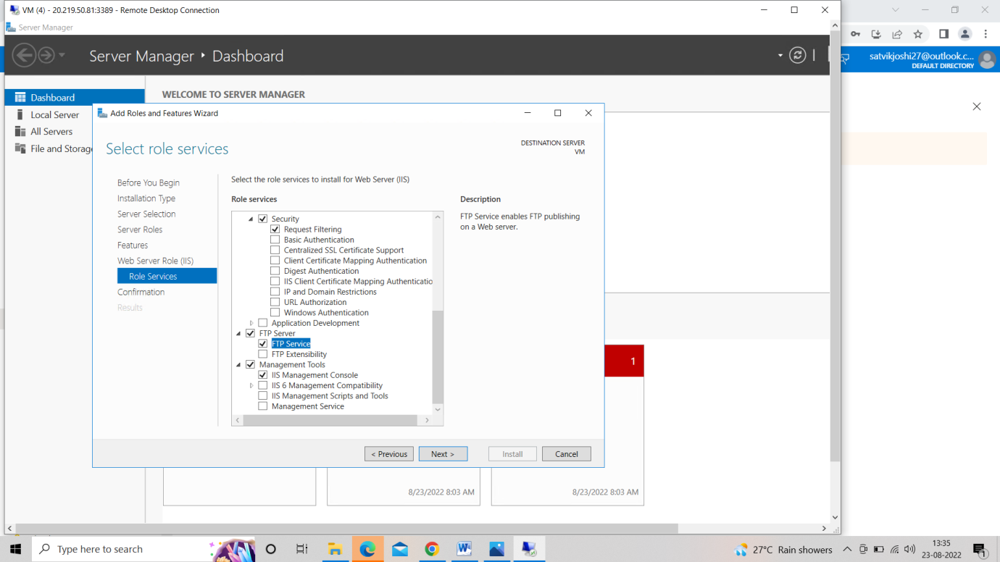 VM (4) - 20.219.50.81:3389 - Remote Desktop Connection
Server Manager
Server Manager ‣ Dashboard
satvikjoshi27@outlook.c...
DEFAULT DIRECTORY
Dashboard
Local Server
All Servers
File and Storag
WELCOME TO SERVER MANAGER
Add Roles and Features Wizard
Select role services
DESTINATION SERVER
VM
Before You Begin
Installation Type
Server Selection
Server Roles
Features
Web Server Role (IIS)
Role Services
Confirmation
Results
Select the role services to install for Web Server (IIS)
Role services
Security
Request Filtering
Basic Authentication
Centralized SSL Certificate Support
Client Certificate Mapping Authentication
Digest Authentication
IIS Client Certificate Mapping Authenticatio
IP and Domain Restrictions
URL Authorization
Windows Authentication
Application Development
FTP Server
FTP Service
FTP Extensibility
Management Tools
IIS Management Console
IIS 6 Management Compatibility
IIS Management Scripts and Tools
Management Service
Description
FTP Service enables FTP publishing
on a Web server.
1
< Previous
Next >
Install
Cancel
8/23/2022 8:03 AM
8/23/2022 8:03 AM
Type here to search
27°C Rain showers
13:35
23-08-2022
1